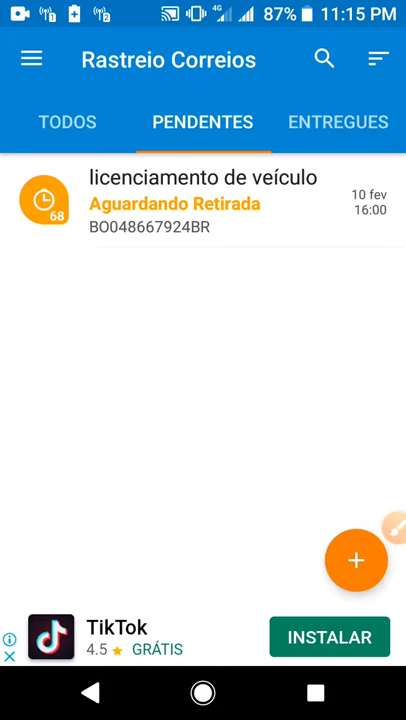 4G 87% 11:15 PM
Rastreio Correios
TODOS PENDENTES ENTREGUES
licenciamento de veículo
10 fev
Aguardando Retirada
16:00
68
BO048667924BR
TikTok
4.5 GRÁTIS
INSTALAR